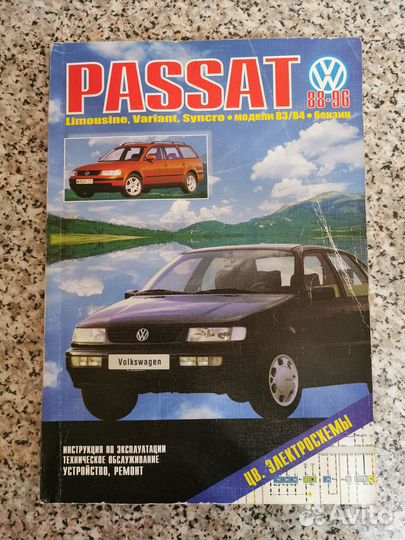 PASSAT
88-96
Limousine, Variant, Syncro • модели B3/B4 • бензин
Volkswagen
ИНСТРУКЦИЯ ПО ЭКСПЛУАТАЦИИ
ТЕХНИЧЕСКОЕ ОБСЛУЖИВАНИЕ
УСТРОЙСТВО, РЕМОНТ
ЦВ. ЭЛЕКТРОСХЕМЫ
Avito